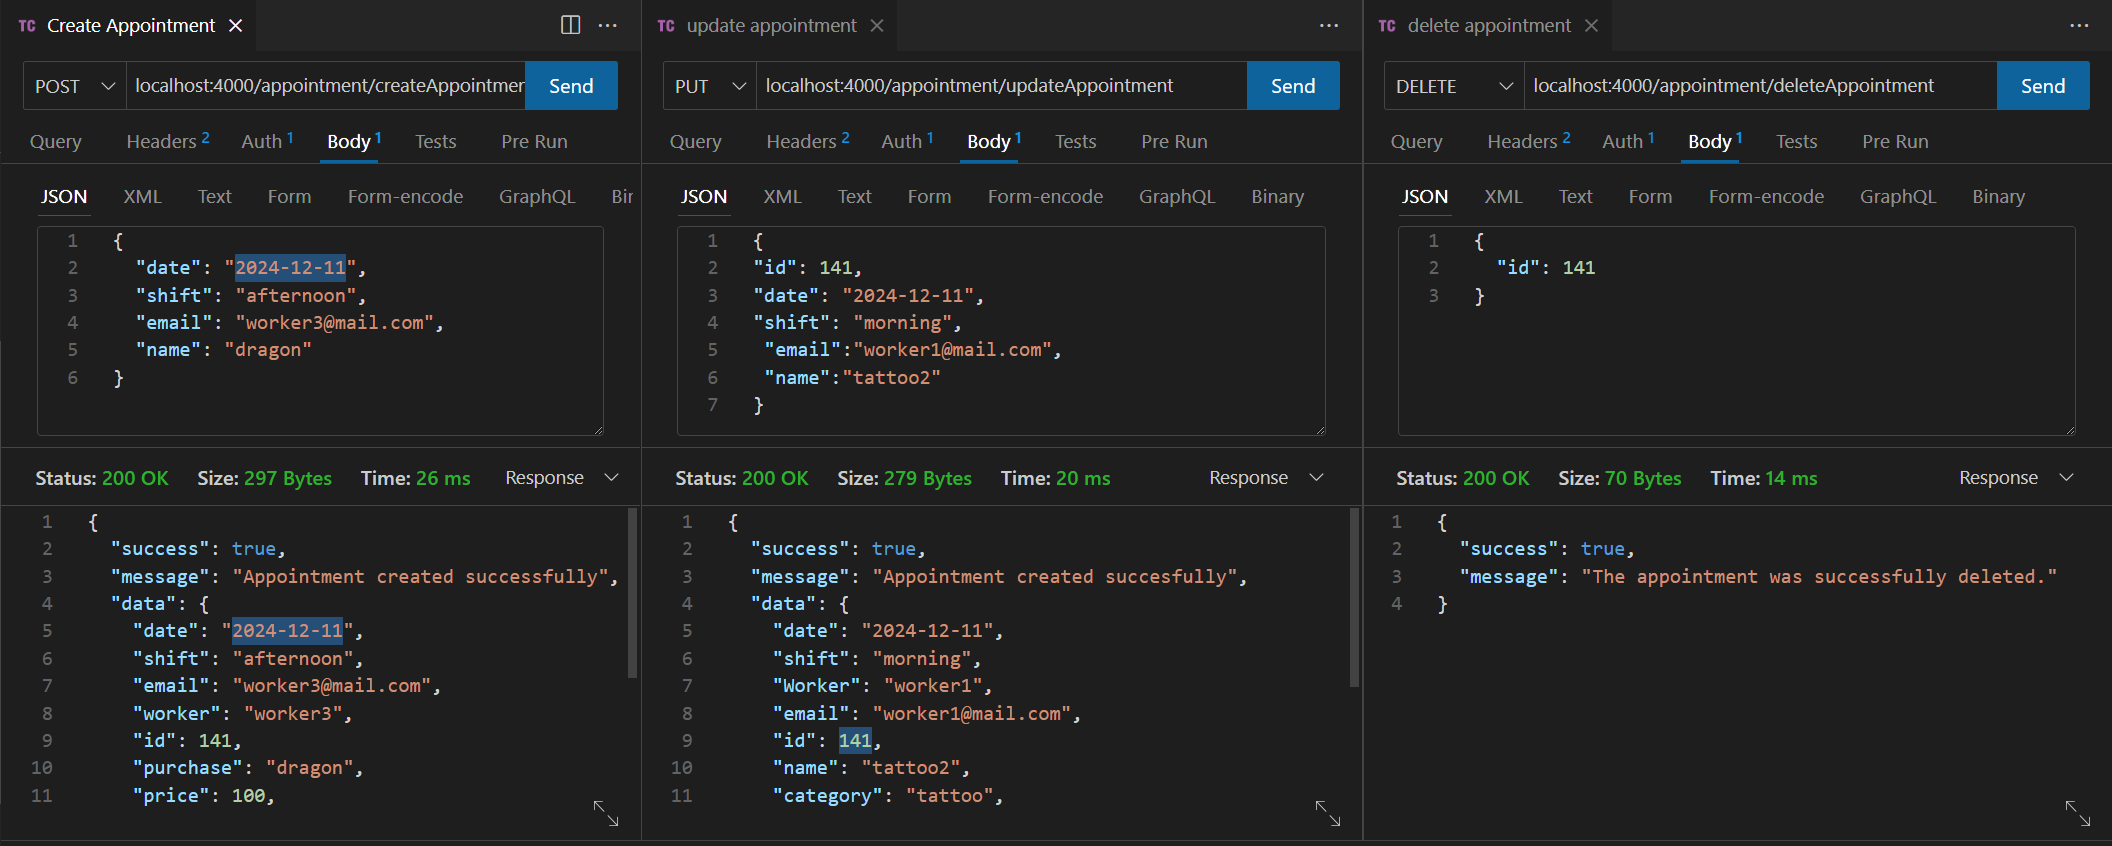 TC Create Appointment
POST localhost:4000/appointment/createAppointmen Send
Query Headers 2 Auth 1 Body 1 Tests Pre Run
JSON XML Text Form Form-encode GraphQL Bir
1 {
2 "date": "2024-12-11",
3 "shift": "afternoon",
4 "email": "worker3@mail.com",
5 "name": "dragon"
6 }
Status: 200 OK Size: 297 Bytes Time: 26 ms Response
1 {
2 "success": true,
3 "message": "Appointment created successfully",
4 "data": {
5 "date": "2024-12-11",
6 "shift": "afternoon",
7 "email": "worker3@mail.com",
8 "worker": "worker3",
9 "id": 141,
10 "purchase": "dragon",
11 "price": 100,
TC update appointment
PUT localhost:4000/appointment/updateAppointment Send
Query Headers 2 Auth 1 Body 1 Tests Pre Run
JSON XML Text Form Form-encode GraphQL Binary
1 {
2 "id": 141,
3 "date": "2024-12-11",
4 "shift": "morning",
5 "email":"worker1@mail.com",
6 "name":"tattoo2"
7 }
Status: 200 OK Size: 279 Bytes Time: 20 ms Response
1 {
2 "success": true,
3 "message": "Appointment created succesfully",
4 "data": {
5 "date": "2024-12-11",
6 "shift": "morning",
7 "Worker": "worker1",
8 "email": "worker1@mail.com",
9 "id": 141,
10 "name": "tattoo2",
11 "category": "tattoo",
TC delete appointment
DELETE localhost:4000/appointment/deleteAppointment Send
Query Headers 2 Auth 1 Body 1 Tests Pre Run
JSON XML Text Form Form-encode GraphQL Binary
1 {
2 "id": 141
3 }
Status: 200 OK Size: 70 Bytes Time: 14 ms Response
1 {
2 "success": true,
3 "message": "The appointment was successfully deleted."
4 }